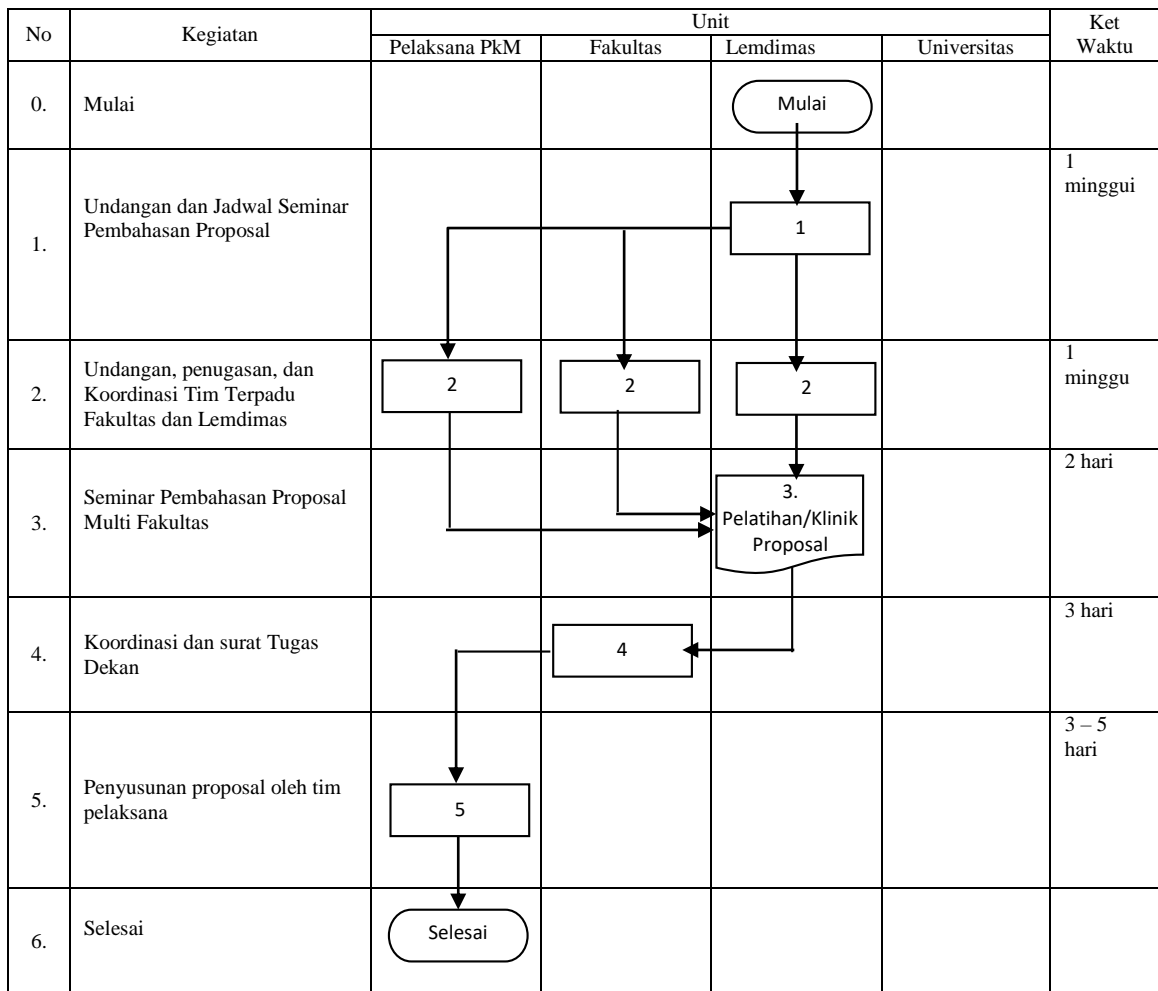 No
Kegiatan
Unit
Ket
Waktu
Pelaksana PkM
Fakultas
Lemdimas
Universitas
0.
Mulai
Mulai
1.
Undangan dan Jadwal Seminar
Pembahasan Proposal
1
1
minggui
2.
Undangan, penugasan, dan
Koordinasi Tim Terpadu
Fakultas dan Lemdimas
2
2
2
1
minggu
3.
Seminar Pembahasan Proposal
Multi Fakultas
3.
Pelatihan/Klinik
Proposal
2 hari
4.
Koordinasi dan surat Tugas
Dekan
4
3 hari
5.
Penyusunan proposal oleh tim
pelaksana
5
3 – 5
hari
6.
Selesai
Selesai